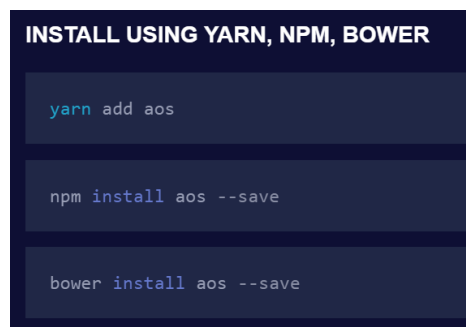 INSTALL USING YARN, NPM, BOWER
yarn add aos
npm install aos --save
bower install aos --save